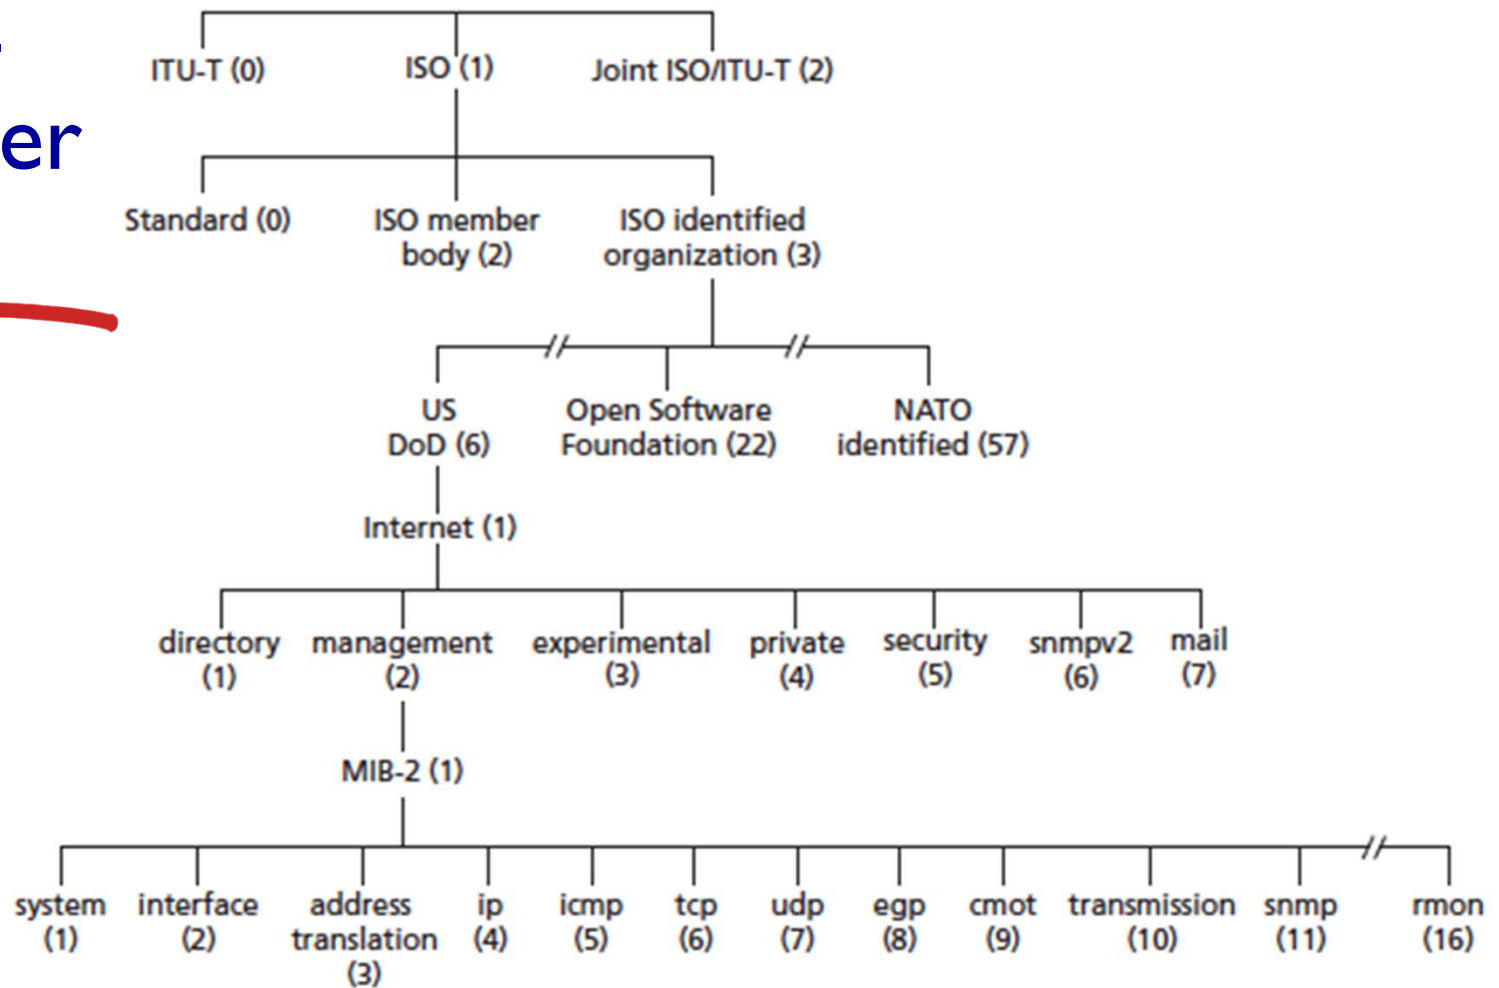 ITU-T (0) ISO (1) Joint ISO/ITU-T (2)
er
Standard (0) ISO member ISO identified
body (2) organization (3)
US Open Software NATO
DoD (6) Foundation (22) identified (57)
Internet (1)
directory management experimental private security snmpv2 mail
(1) (2) (3) (4) (5) (6) (7)
MIB-2 (1)
system interface address ip icmp tcp udp egp cmot transmission snmp rmon
(1) (2) translation (4) (5) (6) (7) (8) (9) (10) (11) (16)
(3)